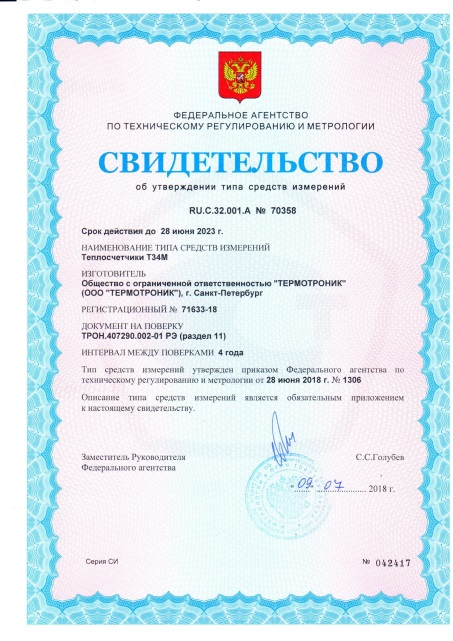 ФЕДЕРАЛЬНОЕ АГЕНТСТВО
ПО ТЕХНИЧЕСКОМУ РЕГУЛИРОВАНИЮ И МЕТРОЛОГИИ
СВИДЕТЕЛЬСТВО
об утверждении типа средств измерений
RU.C.32.001.A № 70358
Срок действия до 28 июня 2023 г.
НАИМЕНОВАНИЕ ТИПА СРЕДСТВ ИЗМЕРЕНИЙ
Теплосчетчики Т34М
ИЗГОТОВИТЕЛЬ
Общество с ограниченной ответственностью "ТЕРМОТРОНИК"
(ООО "ТЕРМОТРОНИК"), г. Санкт-Петербург
РЕГИСТРАЦИОННЫЙ № 71633-18
ДОКУМЕНТ НА ПОВЕРКУ
ТРОН.407290.002-01 РЭ (раздел 11)
ИНТЕРВАЛ МЕЖДУ ПОВЕРКАМИ 4 года
Тип средств измерений утвержден приказом Федерального агентства по
техническому регулированию и метрологии от 28 июня 2018 г. № 1306
Описание типа средств измерений является обязательным приложением
к настоящему свидетельству.
Заместитель Руководителя
С.С.Голубев
Федерального агентства
09. 07 2018 г.
Серия СИ
№ 042417